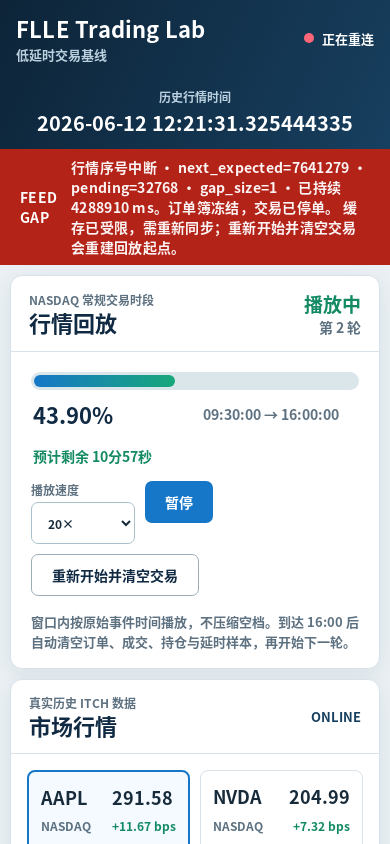 FLLE Trading Lab
低延时交易基线
正在重连
历史行情时间
2026-06-12 12:21:31.325444335
FEED GAP
行情序号中断 · next_expected=7641279 ·
pending=32768 · gap_size=1 · 已持续
4288910 ms。订单簿冻结，交易已停单。 缓
存已受限，需重新同步；重新开始并清空交易
会重建回放起点。
NASDAQ 常规交易时段
行情回放
播放中
第 2 轮
43.90%
09:30:00 → 16:00:00
预计剩余 10分57秒
播放速度
20×
暂停
重新开始并清空交易
窗口内按原始事件时间播放，不压缩空档。到达 16:00 后
自动清空订单、成交、持仓与延时样本，再开始下一轮。
真实历史 ITCH 数据
市场行情
ONLINE
AAPL 291.58
NASDAQ +11.67 bps
NVDA 204.99
NASDAQ +7.32 bps